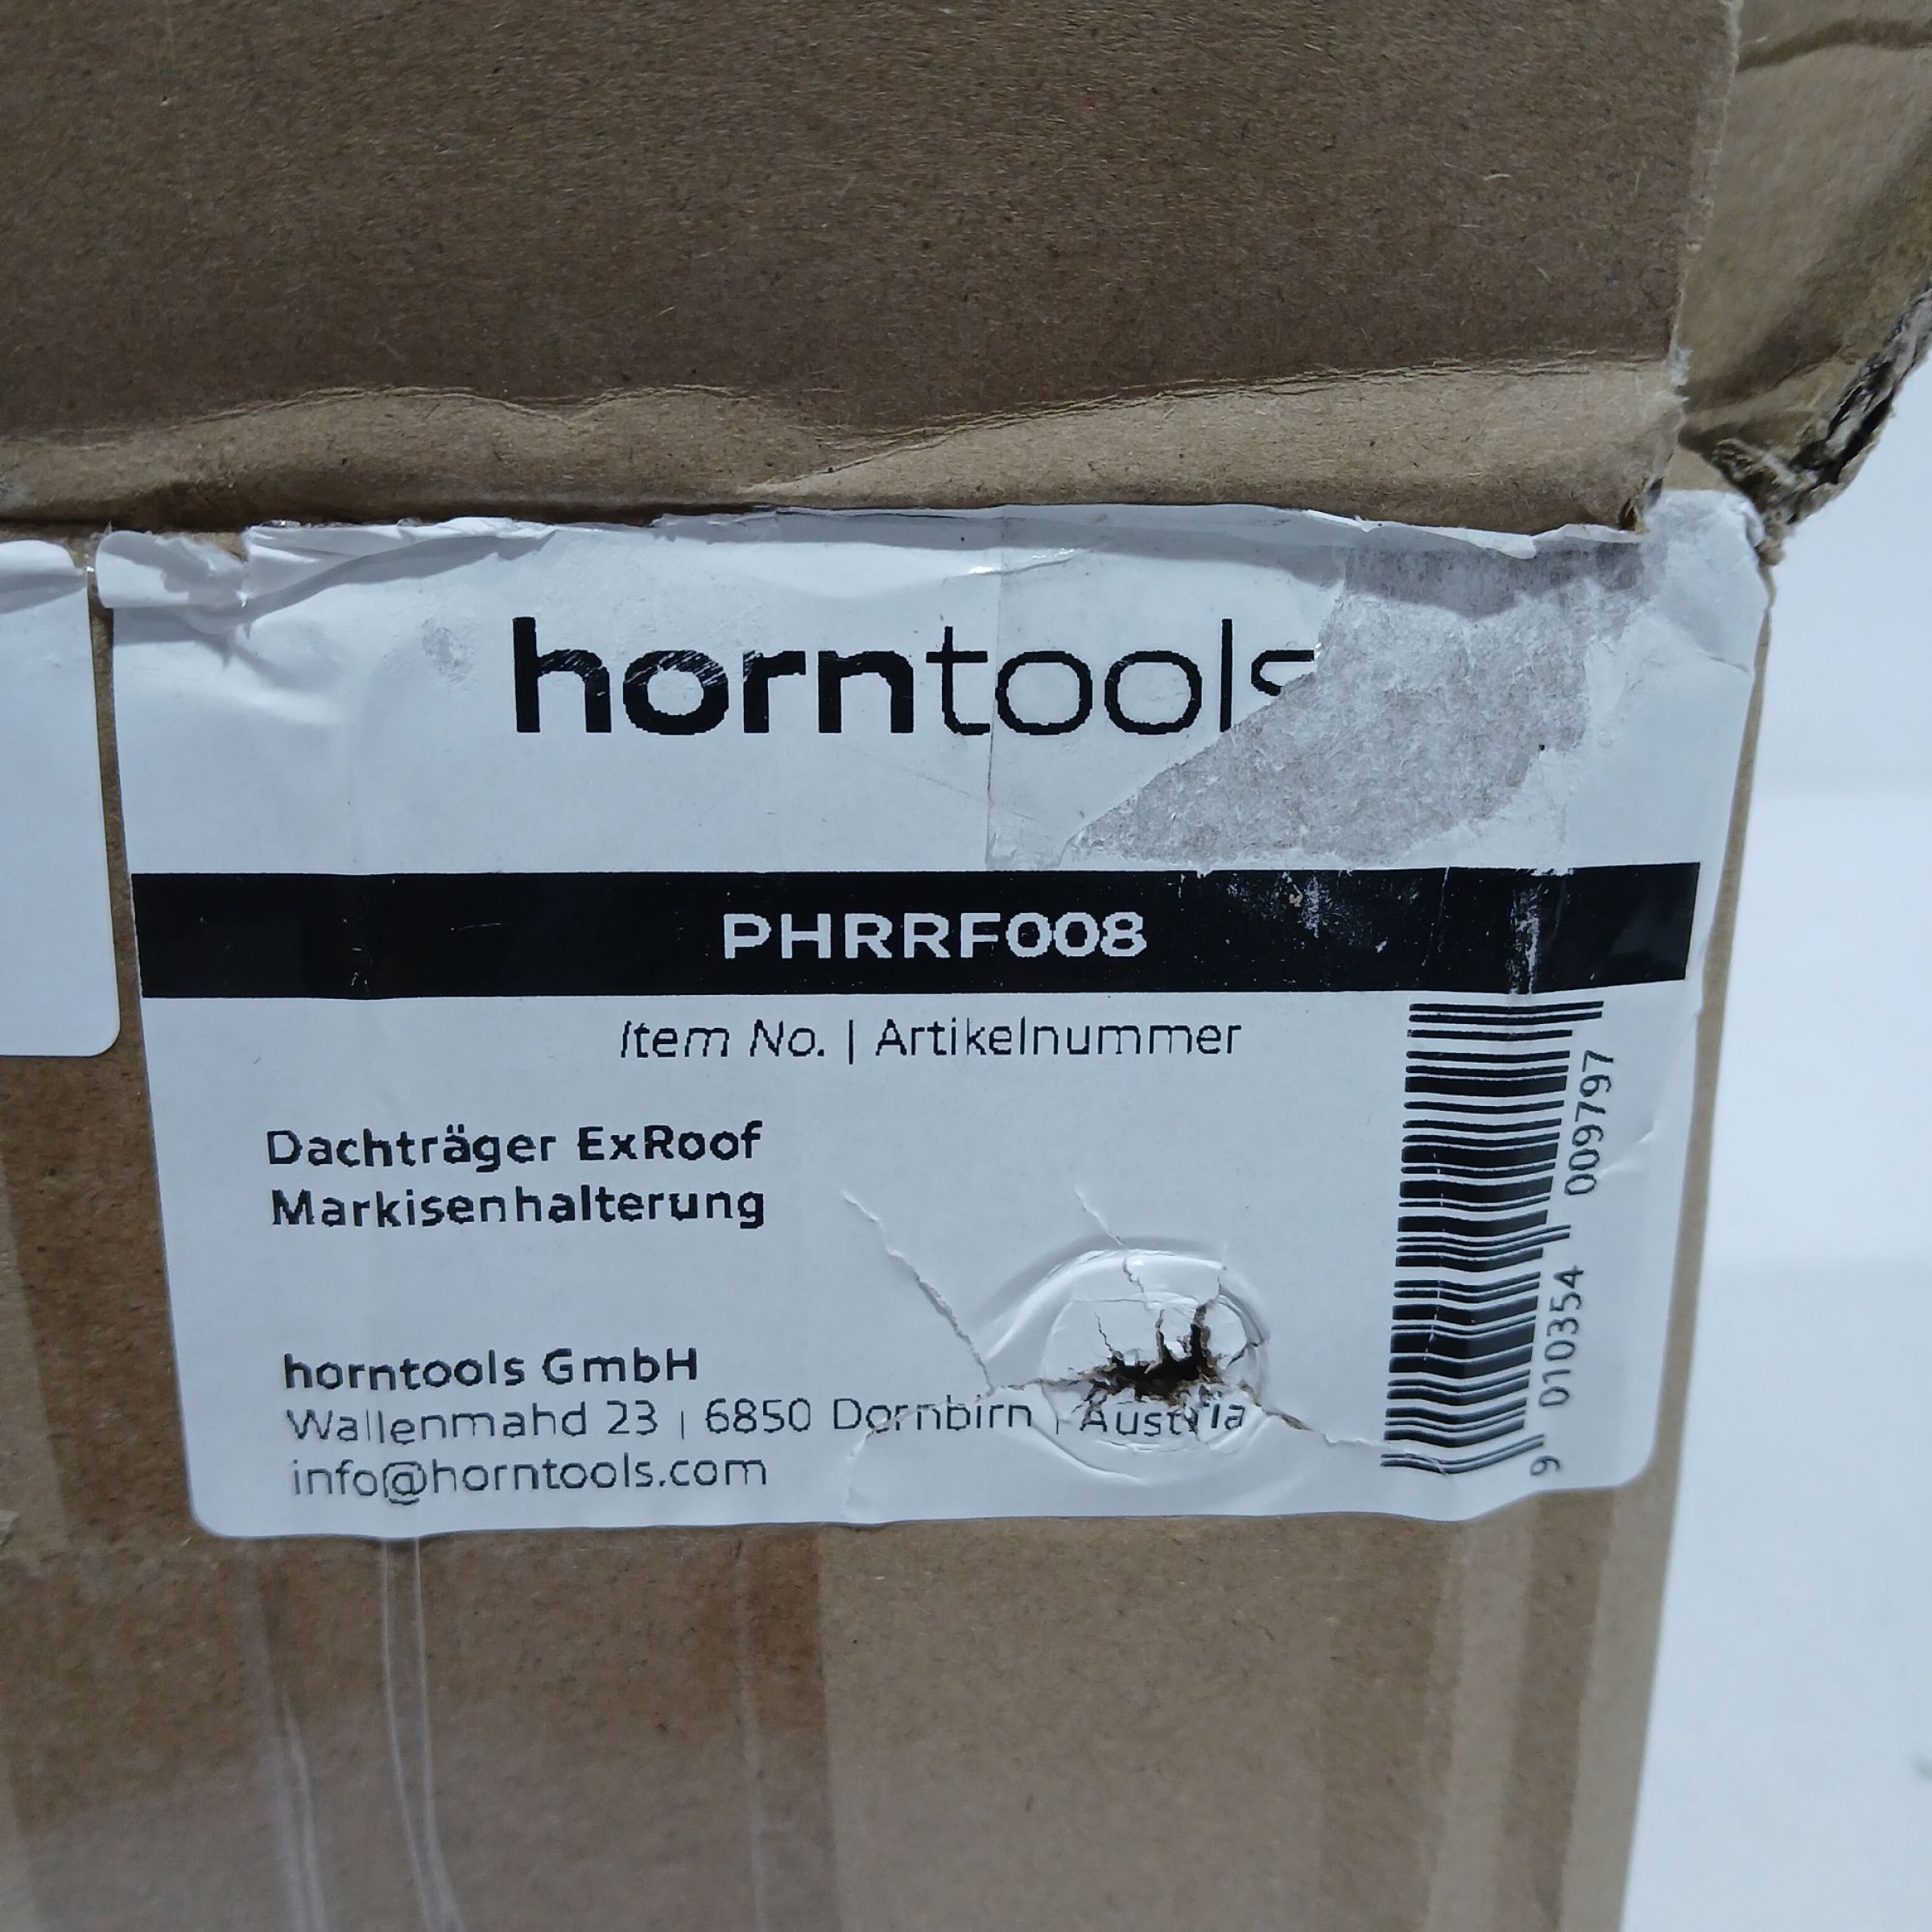 horntools
PHRRF008
Item No. | Artikelnummer
Dachträger ExRoof
Markisenhalterung
horntools GmbH
Wallenmahd 23 | 6850 Dornbirn | Austria
info@horntools.com
9 010354 009797